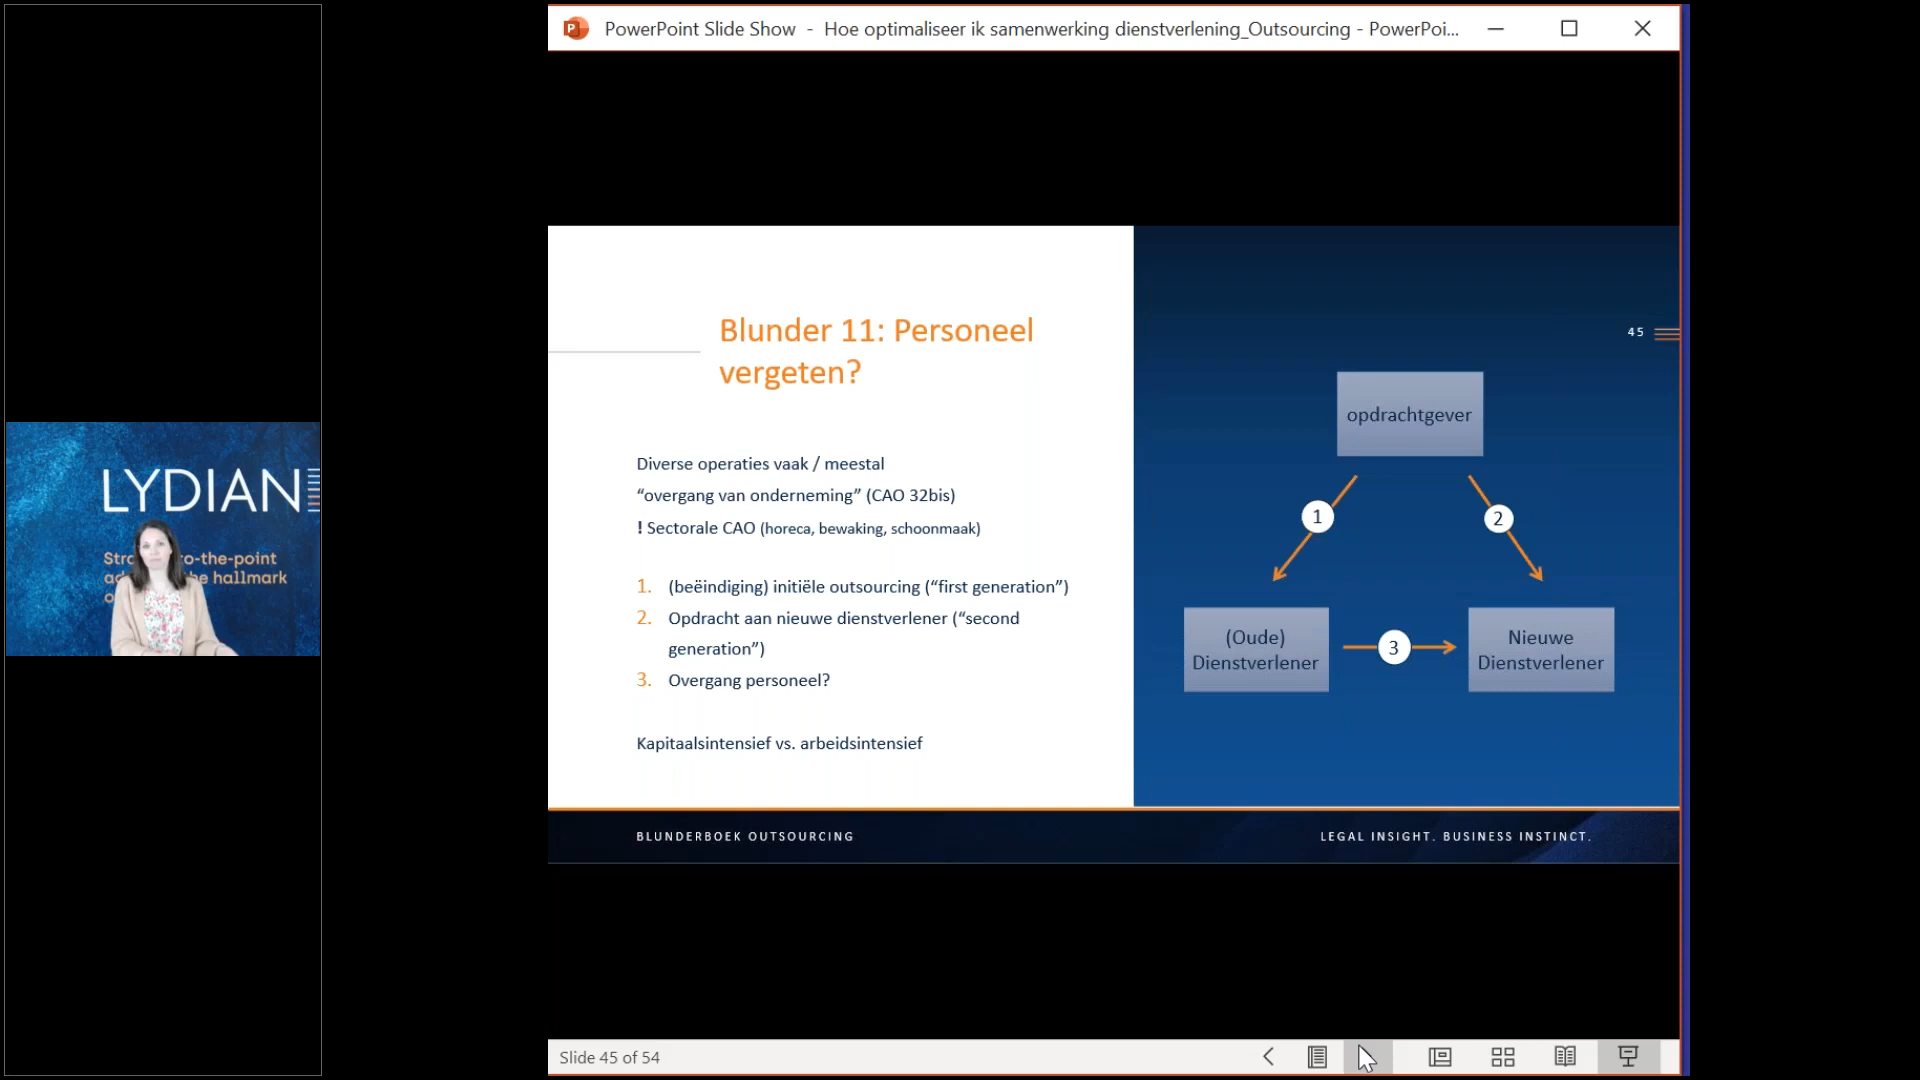 PowerPoint Slide Show - Hoe optimaliseer ik samenwerking dienstverlening_Outsourcing - PowerPoi...
LYDIAN
to-the-point
hallmark
Blunder 11: Personeel
vergeten?
Diverse operaties vaak / meestal
“overgang van onderneming” (CAO 32bis)
! Sectorale CAO (horeca, bewaking, schoonmaak)
1. (beëindiging) initiële outsourcing (“first generation”)
2. Opdracht aan nieuwe dienstverlener (“second
generation”)
3. Overgang personeel?
Kapitaalsintensief vs. arbeidsintensief
45
opdrachtgever
1
2
(Oude)
Dienstverlener
3
Nieuwe
Dienstverlener
BLUNDERBOEK OUTSOURCING
LEGAL INSIGHT. BUSINESS INSTINCT.
Slide 45 of 54